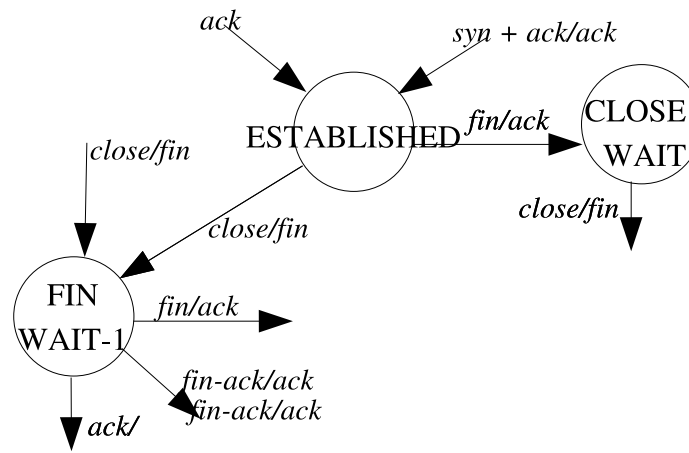 ack
syn + ack/ack
CLOSE
WAIT
ESTABLISHED
fin/ack
close/fin
close/fin
close/fin
FIN
WAIT-1
fin/ack
fin-ack/ack
fin-ack/ack
ack/